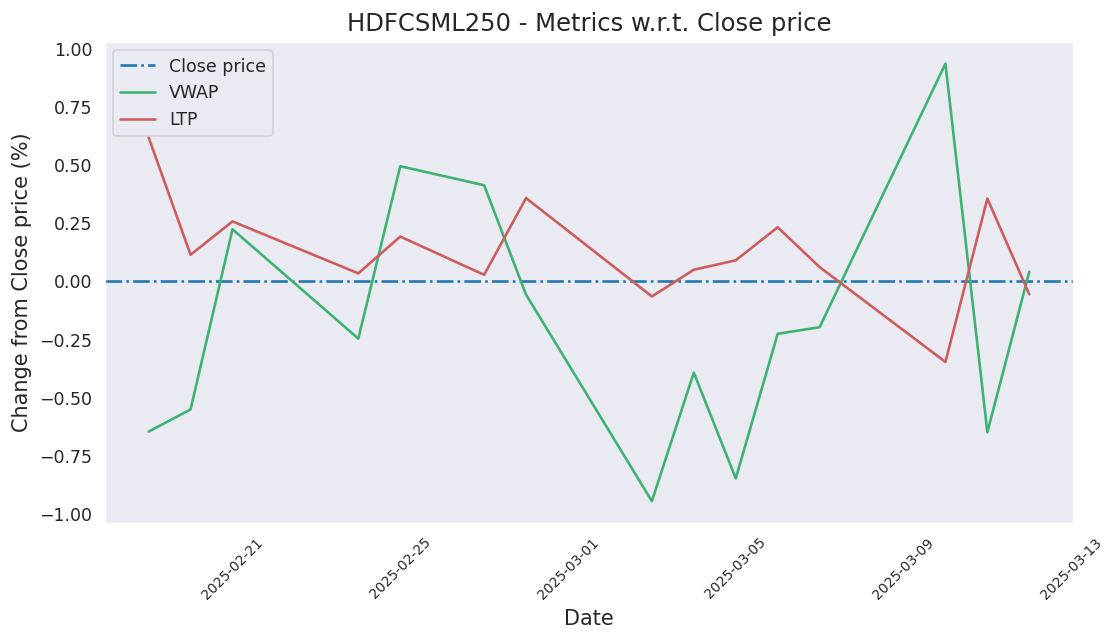 HDFCSML250 - Metrics w.r.t. Close price
Close price
VWAP
LTP
Change from Close price (%)
1.00
0.75
0.50
0.25
0.00
−0.25
−0.50
−0.75
−1.00
2025-02-21
2025-02-25
2025-03-01
2025-03-05
2025-03-09
2025-03-13
Date